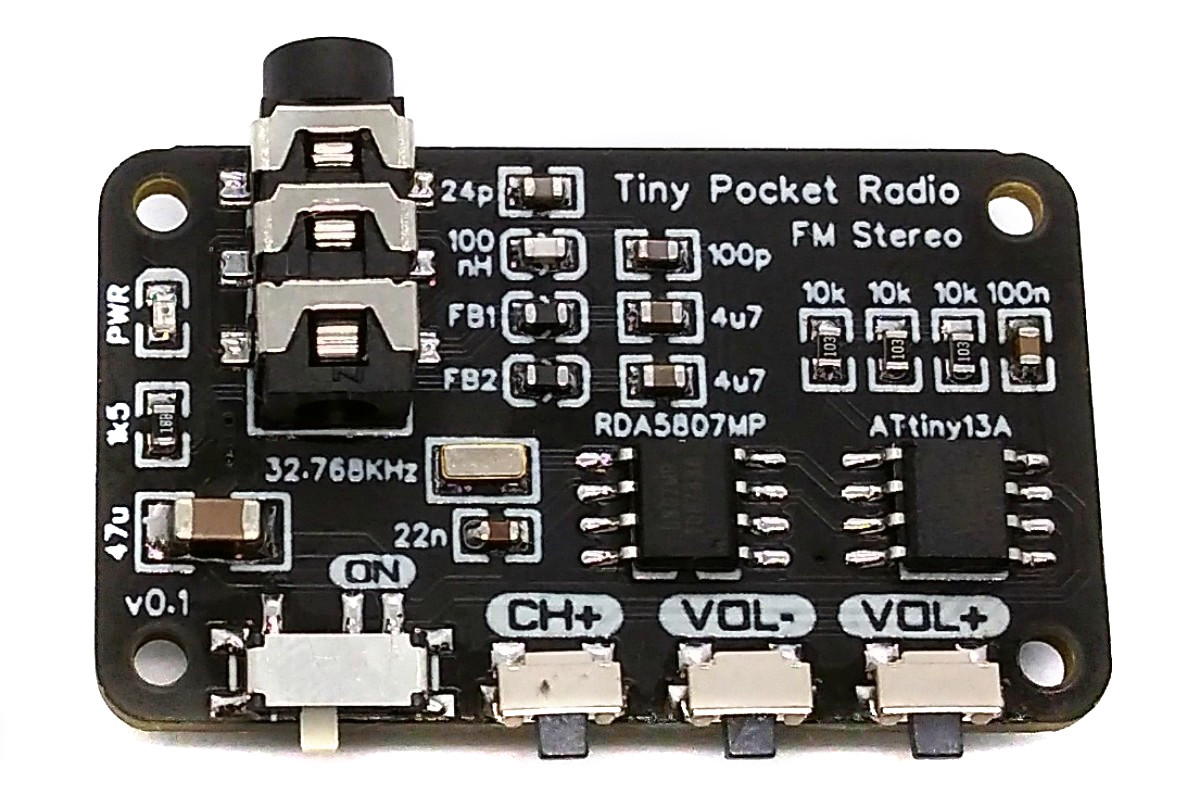 Tiny Pocket Radio
FM Stereo
24p
100
nH
100p
FB1
4u7
FB2
4u7
10k
10k
10k
100n
103
103
103
PWR
1k5
RDA5807MP
ATtiny13A
32.768KHz
22n
47u
v0.1
ON
CH+
VOL-
VOL+